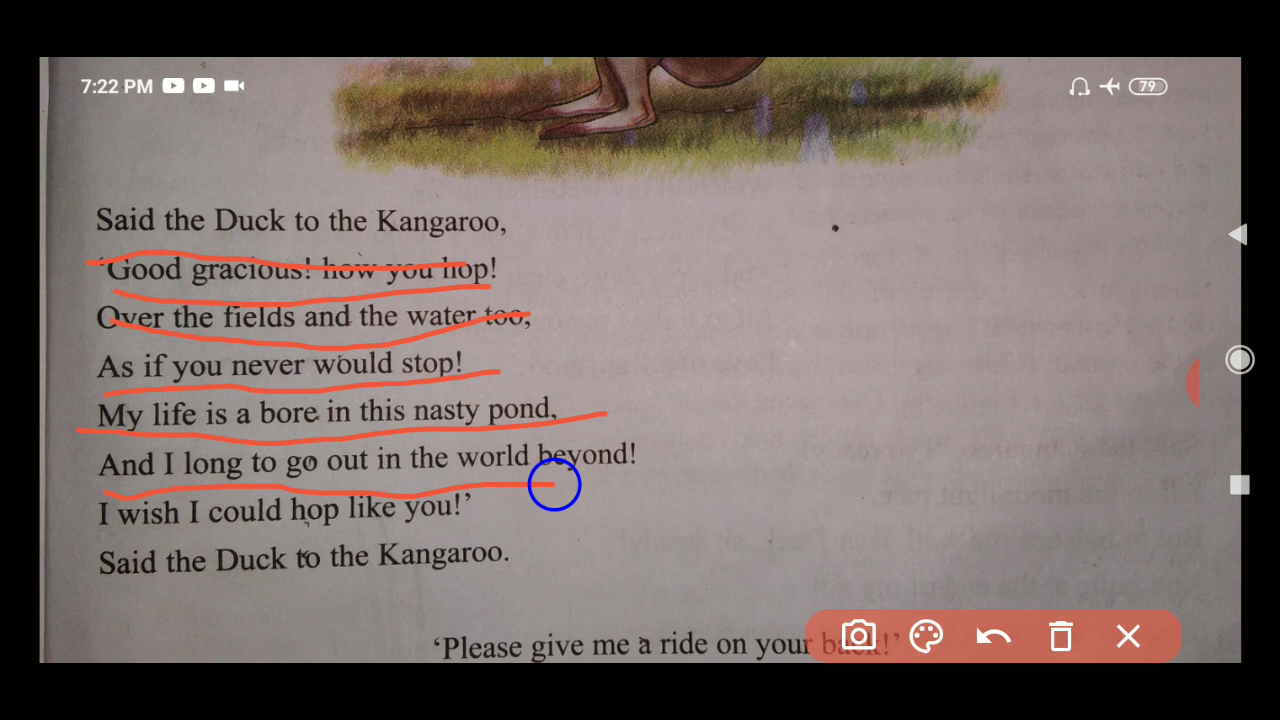 7:22 PM
79
Said the Duck to the Kangaroo,
‘Good gracious! how you hop!
Over the fields and the water too,
As if you never would stop!
My life is a bore in this nasty pond,
And I long to go out in the world beyond!
I wish I could hop like you!’
Said the Duck to the Kangaroo.
‘Please give me a ride on your back!’